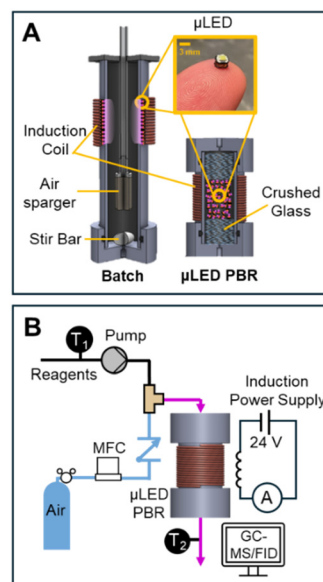 A
µLED
3 mm
Induction
Coil
Air
sparger
Stir Bar
Crushed
Glass
Batch
µLED PBR
B
T1
Pump
Reagents
Induction
Power Supply
24 V
MFC
A
µLED
PBR
Air
T2
GC-
MS/FID